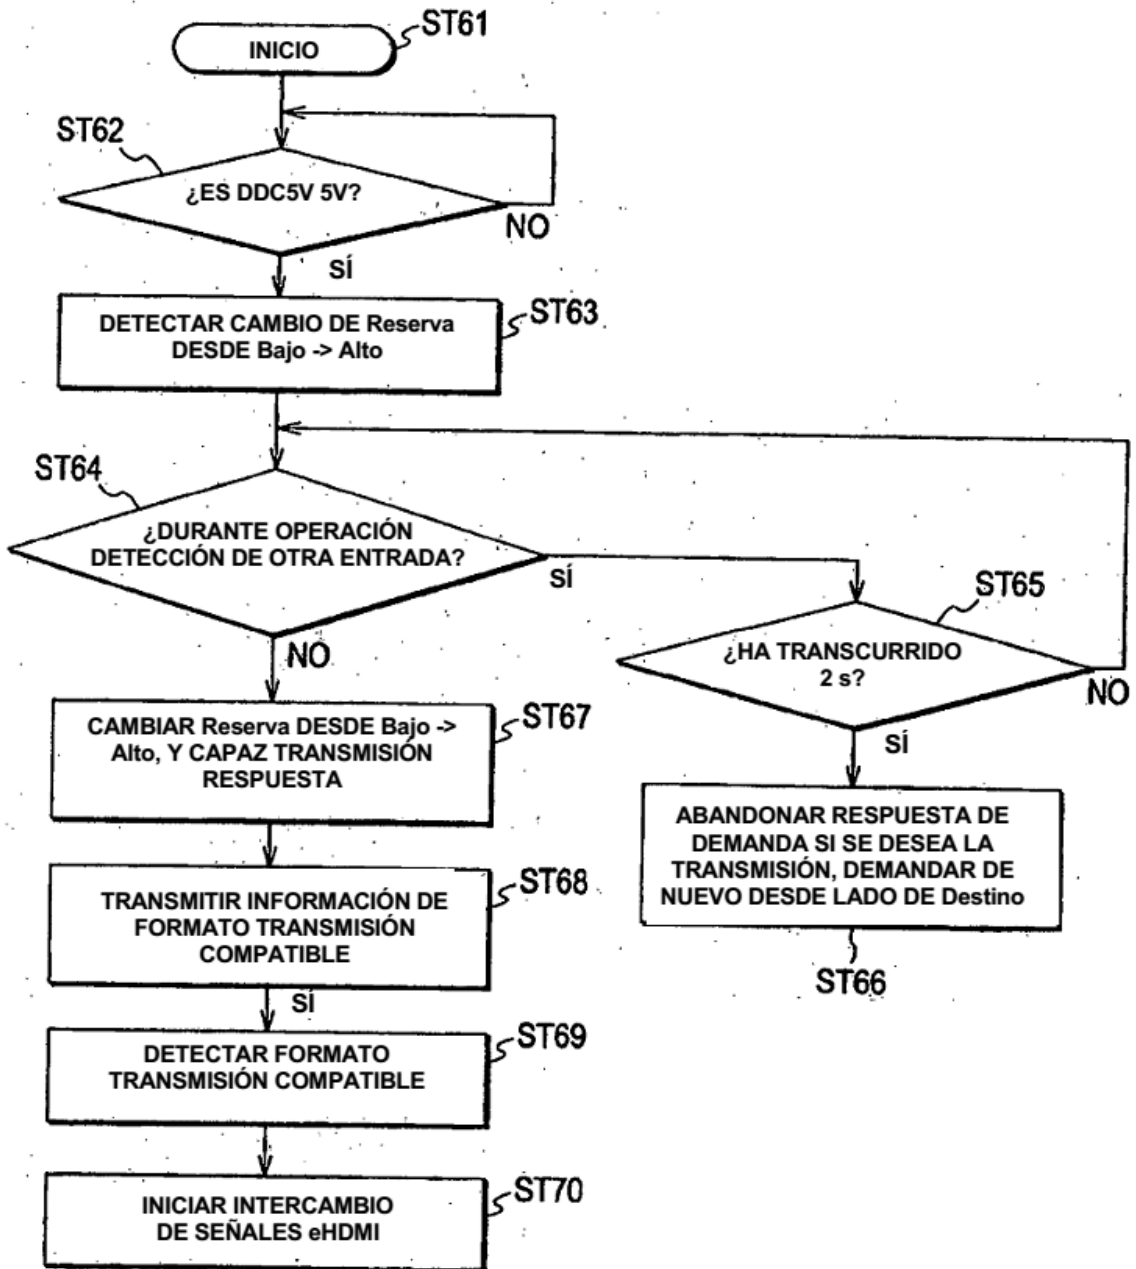 INICIO
ST61
ST62
¿ES DDC5V 5V?
NO
SÍ
DETECTAR CAMBIO DE Reserva
DESDE Bajo -> Alto
ST63
ST64
¿DURANTE OPERACIÓN
DETECCIÓN DE OTRA ENTRADA?
SÍ
NO
ST65
¿HA TRANSCURRIDO
2 s?
NO
SÍ
ABANDONAR RESPUESTA DE
DEMANDA SI SE DESEA LA
TRANSMISIÓN, DEMANDAR DE
NUEVO DESDE LADO DE Destino
ST66
CAMBIAR Reserva DESDE Bajo ->
Alto, Y CAPAZ TRANSMISIÓN
RESPUESTA
ST67
TRANSMITIR INFORMACIÓN DE
FORMATO TRANSMISIÓN
COMPATIBLE
ST68
SÍ
DETECTAR FORMATO
TRANSMISIÓN COMPATIBLE
ST69
INICIAR INTERCAMBIO
DE SEÑALES eHDMI
ST70